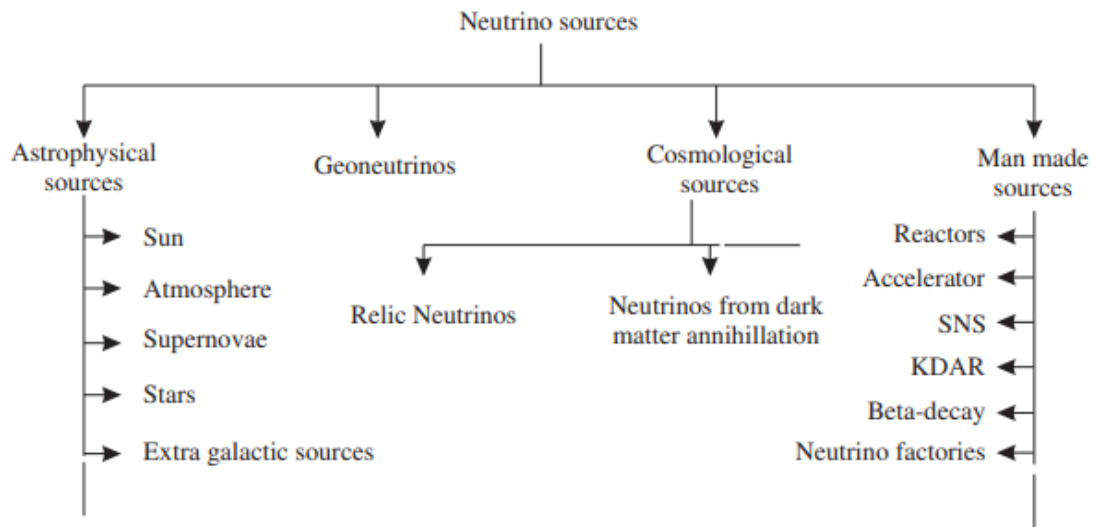 Neutrino sources
Astrophysical
sources
Geoneutrinos
Cosmological
sources
Man made
sources
Sun
Atmosphere
Supernovae
Stars
Extra galactic sources
Relic Neutrinos
Neutrinos from dark
matter annihillation
Reactors
Accelerator
SNS
KDAR
Beta-decay
Neutrino factories